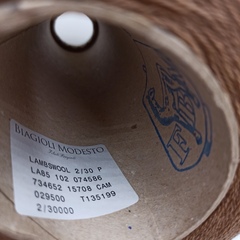 BIAGIOLI MODESTO
LAMBSWOOL 2/30 P
LA85 102 074586
734652 15708 CAM
029500 T135199
2/30000